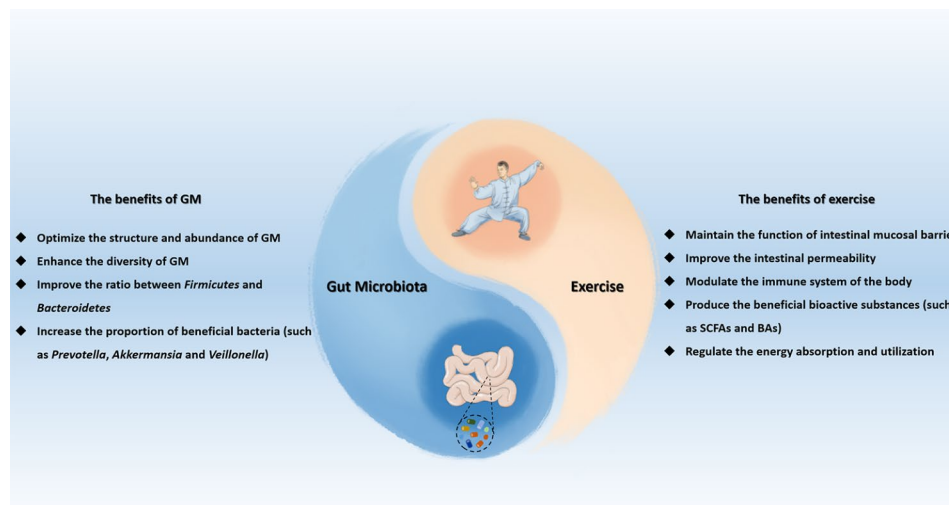 The benefits of GM
◆ Optimize the structure and abundance of GM
◆ Enhance the diversity of GM
◆ Improve the ratio between Firmicutes and
Bacteroidetes
◆ Increase the proportion of beneficial bacteria (such
as Prevotella, Akkermansia and Veillonella)
Gut Microbiota
Exercise
The benefits of exercise
◆ Maintain the function of intestinal mucosal barrie
◆ Improve the intestinal permeability
◆ Modulate the immune system of the body
◆ Produce the beneficial bioactive substances (such
as SCFAs and BAs)
◆ Regulate the energy absorption and utilization